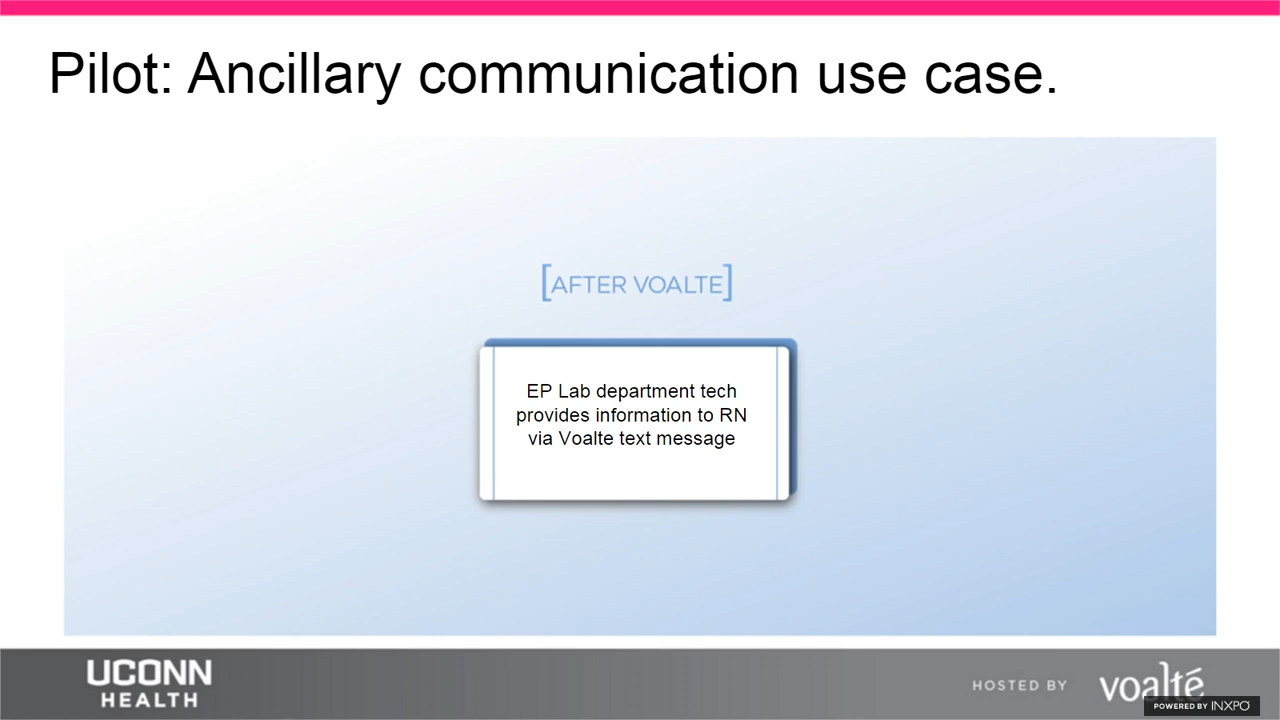 Pilot: Ancillary communication use case.
[AFTER VOALTE]
EP Lab department tech
provides information to RN
via Voalte text message
UCONN
HEALTH
HOSTED BY
voalté
POWERED BY INXPO